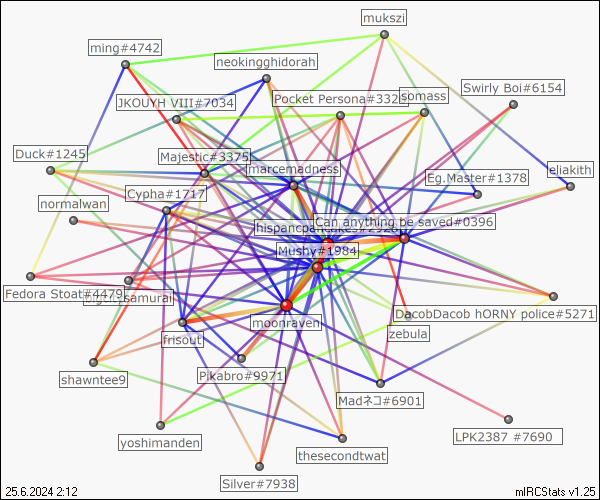 mukszi
ming#4742
neokingghidorah
Swirly Boi#6154
JKOUYH VIII#7034
Pocket Persona#332
somass
Duck#1245
Majestic#3375
marcemadness
Eg.Master#1378
eliakith
Cypha#1717
normalwan
Can anything be saved#0396
Mushy#1984
Fedora Stoat#4479
samurai
DacobDacob hORNY police#5271
moonraven
zebula
frisout
Pikabro#9971
shawntee9
Madネコ#6901
yoshimanden
LPK2387 #7690
thesecondtwat
Silver#7938
25.6.2024 2:12
mIRCStats v1.25